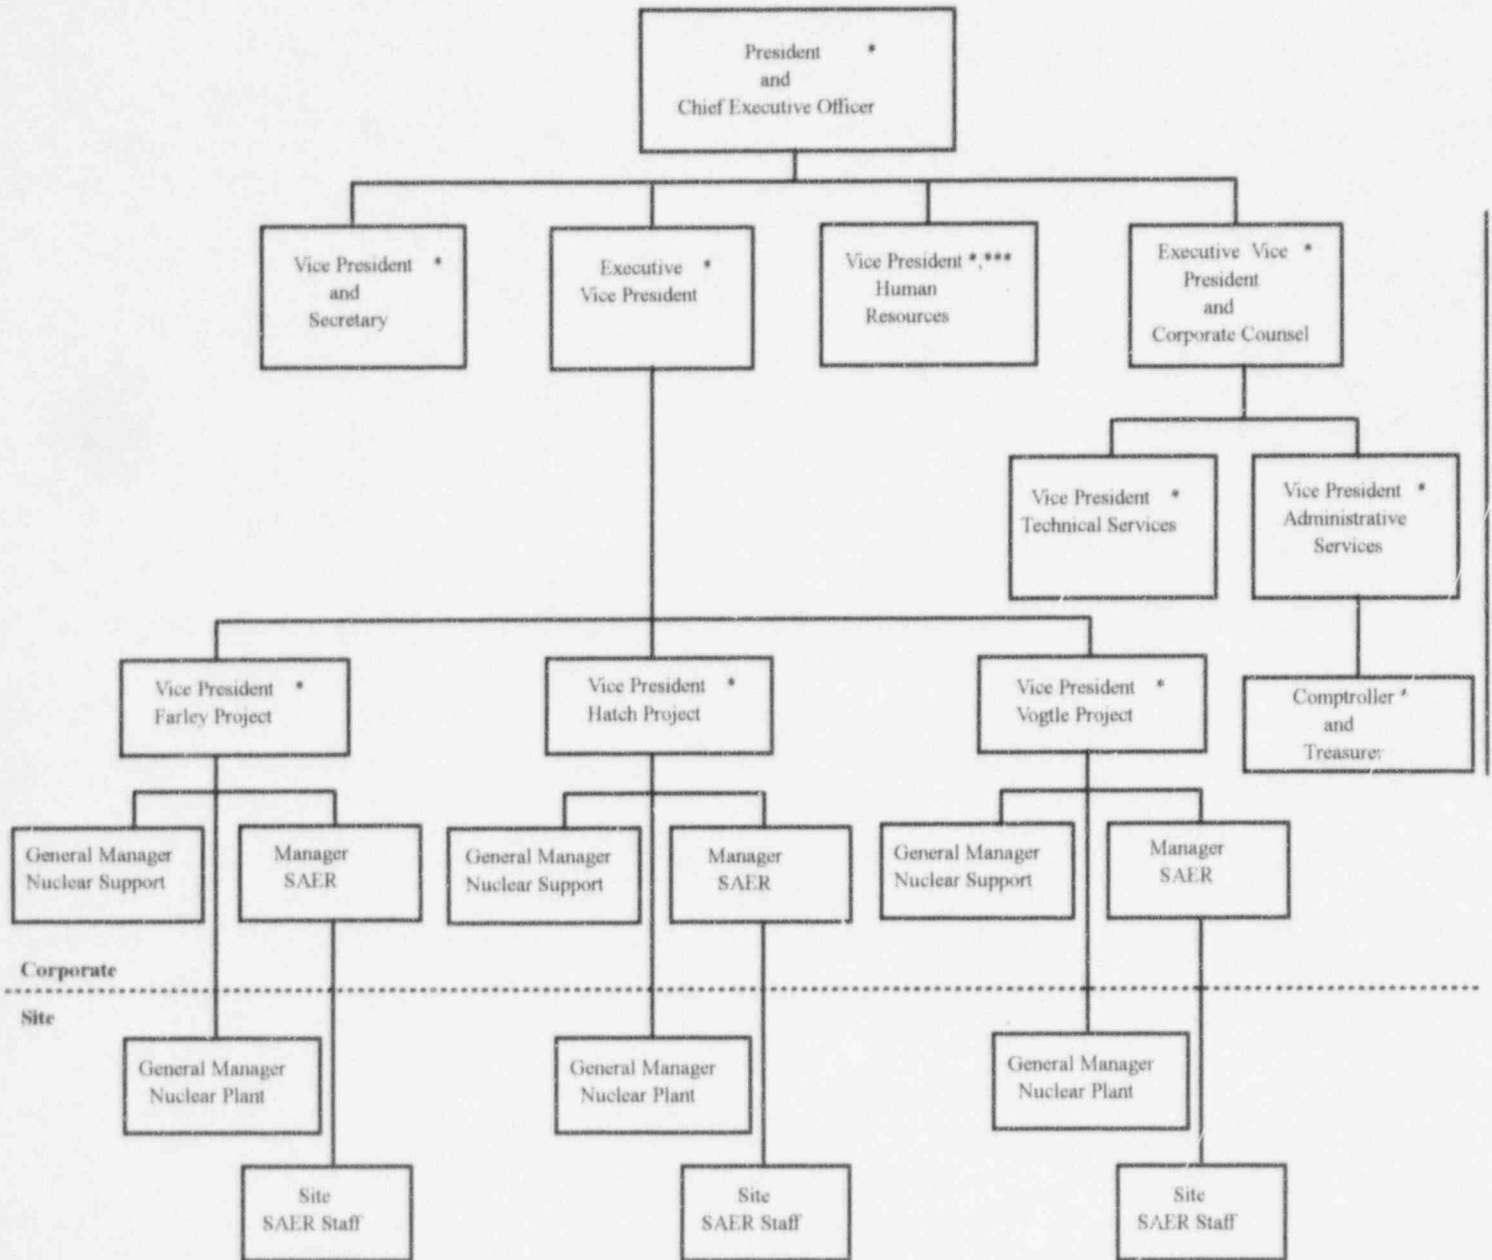 President *
and
Chief Executive Officer
Vice President *
and
Secretary
Executive *
Vice President
Vice President *,***
Human
Resources
Executive Vice *
President
and
Corporate Counsel
Vice President *
Technical Services
Vice President *
Administrative
Services
Vice President *
Farley Project
Vice President *
Hatch Project
Vice President *
Vogtle Project
Comptroller *
and
Treasurer
General Manager
Nuclear Support
Manager
SAER
General Manager
Nuclear Support
Manager
SAER
General Manager
Nuclear Support
Manager
SAER
Corporate
Site
General Manager
Nuclear Plant
General Manager
Nuclear Plant
General Manager
Nuclear Plant
Site
SAER Staff
Site
SAER Staff
Site
SAER Staff